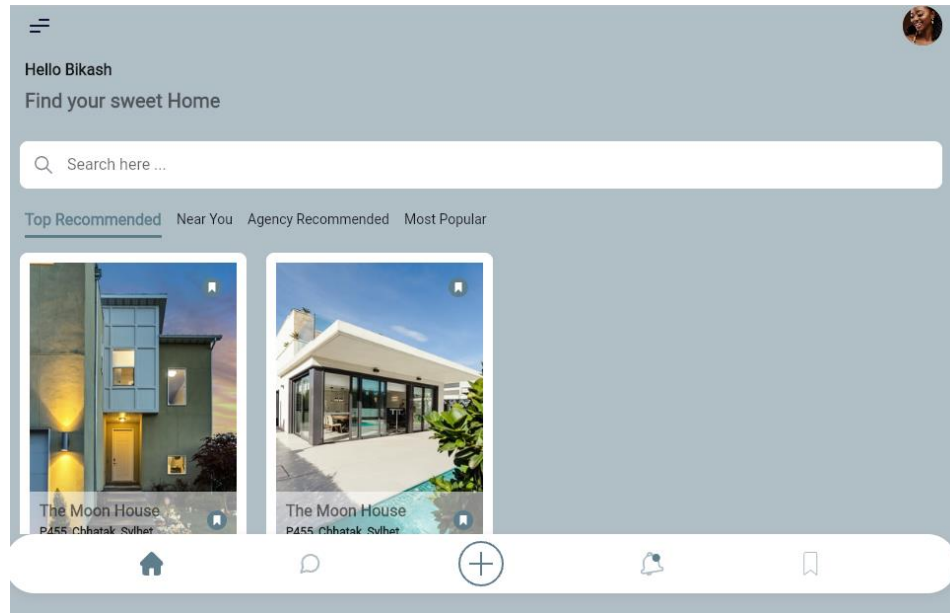 Hello Bikash
Find your sweet Home
Search here ...
Top Recommended Near You Agency Recommended Most Popular
The Moon House
P455, Chhatak, Sylhet
The Moon House
P455, Chhatak, Sylhet